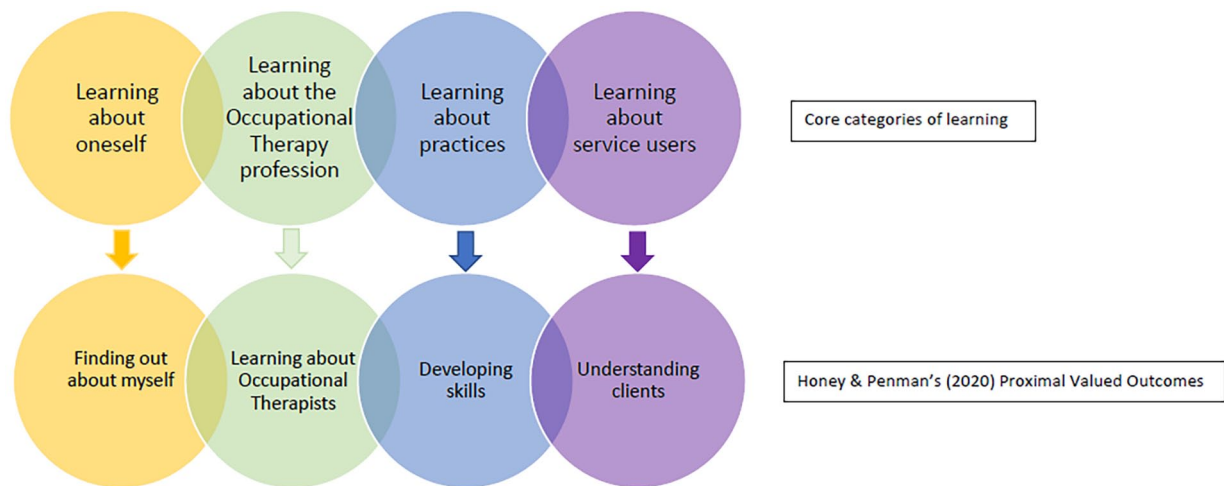 Learning
about
oneself
Learning
about the
Occupational
Therapy
profession
Learning
about
practices
Learning
about
service users
Core categories of learning
Finding out
about myself
Learning about
Occupational
Therapists
Developing
skills
Understanding
clients
Honey & Penman's (2020) Proximal Valued Outcomes